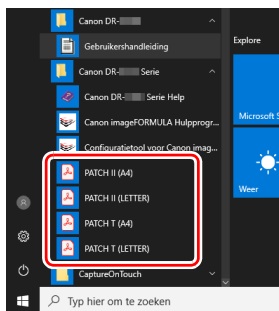 Canon DR-
Explore
Gebruikershandleiding
Canon DR- Serie
Canon DR- Serie Help
Canon imageFORMULA Hulpprogr...
Microsoft S
Configuratietool voor Canon imag...
PATCH II (A4)
PATCH II (LETTER)
Weer
PATCH T (A4)
PATCH T (LETTER)
CaptureOnTouch
Typ hier om te zoeken